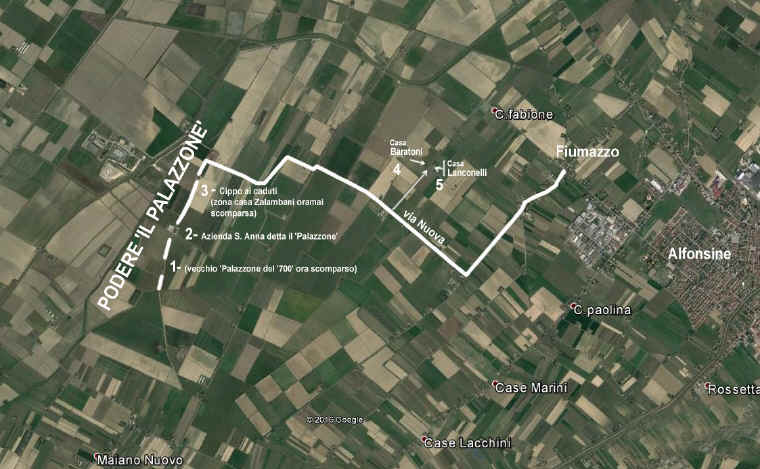 C.fabione
Fiumazzo
Casa
Baratoni
4
Casa
Lanconelli
5
PODERE 'IL PALAZZONE'
3- Cippo ai caduti
(zona casa Zalambani oramai
scomparsa)
via Nuova
2- Azienda S. Anna detta il 'Palazzone'
Alfonsine
1- (vecchio 'Palazzone del '700' ora scomparso)
C.paolina
Case Marini
Rossetta
©2016 Google
Case Lacchini
Maiano Nuovo